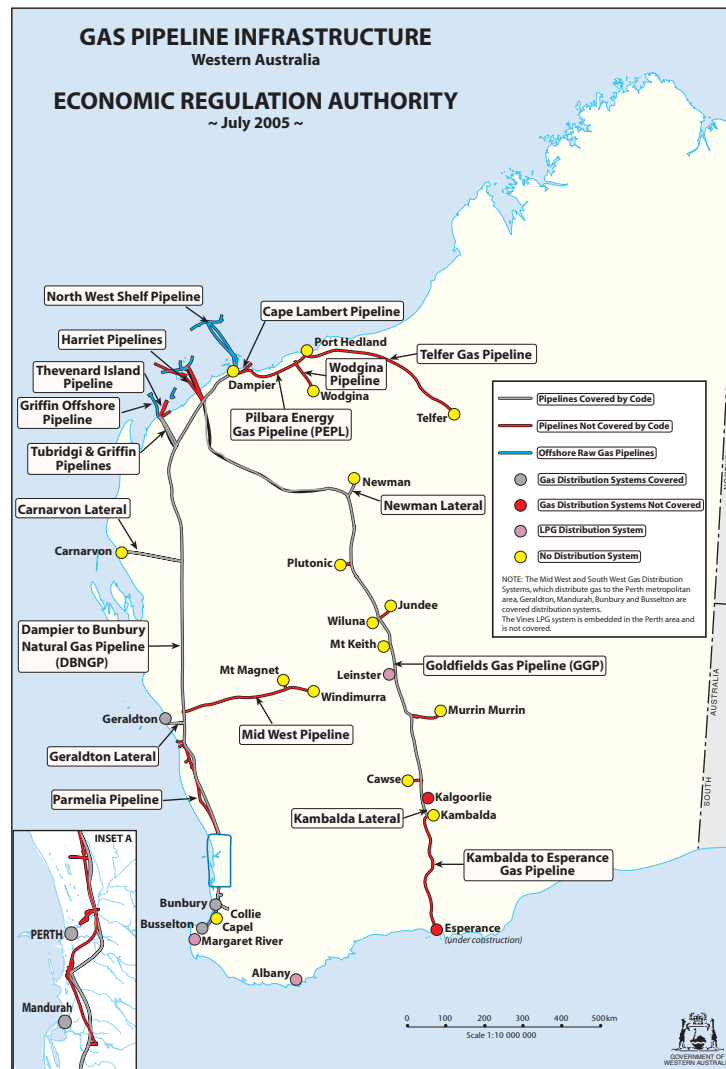 GAS PIPELINE INFRASTRUCTURE
Western Australia
ECONOMIC REGULATION AUTHORITY
~ July 2005 ~
North West Shelf Pipeline
Cape Lambert Pipeline
Harriet Pipelines
Port Hedland
Telfer Gas Pipeline
Thevenard Island
Pipeline
Wodgina
Pipeline
Dampier
Wodgina
Griffin Offshore
Pipeline
Pilbara Energy
Gas Pipeline (PEPL)
Telfer
Tubridgi & Griffin
Pipelines
Pipelines Covered by Code
Pipelines Not Covered by Code
Offshore Raw Gas Pipelines
Gas Distribution Systems Covered
Gas Distribution Systems Not Covered
LPG Distribution System
No Distribution System
NOTE: The Mid West and South West Gas Distribution
Systems, which distribute gas to the Perth metropolitan
area, Geraldton, Mandurah, Bunbury and Busselton are
covered distribution systems.
The Vines LPG system is embedded in the Perth area and
is not covered.
Newman
Newman Lateral
Carnarvon Lateral
Carnarvon
Plutonic
Jundee
Wiluna
Mt Keith
Dampier to Bunbury
Natural Gas Pipeline
(DBNGP)
Leinster
Goldfields Gas Pipeline (GGP)
Mt Magnet
Windimurra
Murrin Murrin
Geraldton
Mid West Pipeline
Geraldton Lateral
Cawse
Parmelia Pipeline
Kalgoorlie
Kambalda Lateral
Kambalda
Kambalda to Esperance
Gas Pipeline
SOUTH
AUSTRALIA
INSET A
PERTH
Mandurah
Bunbury
Collie
Busselton
Capel
Margaret River
Esperance
(under construction)
Albany
0 100 200 300 400 500km
Scale 1:10 000 000
GOVERNMENT OF
WESTERN AUSTRALIA